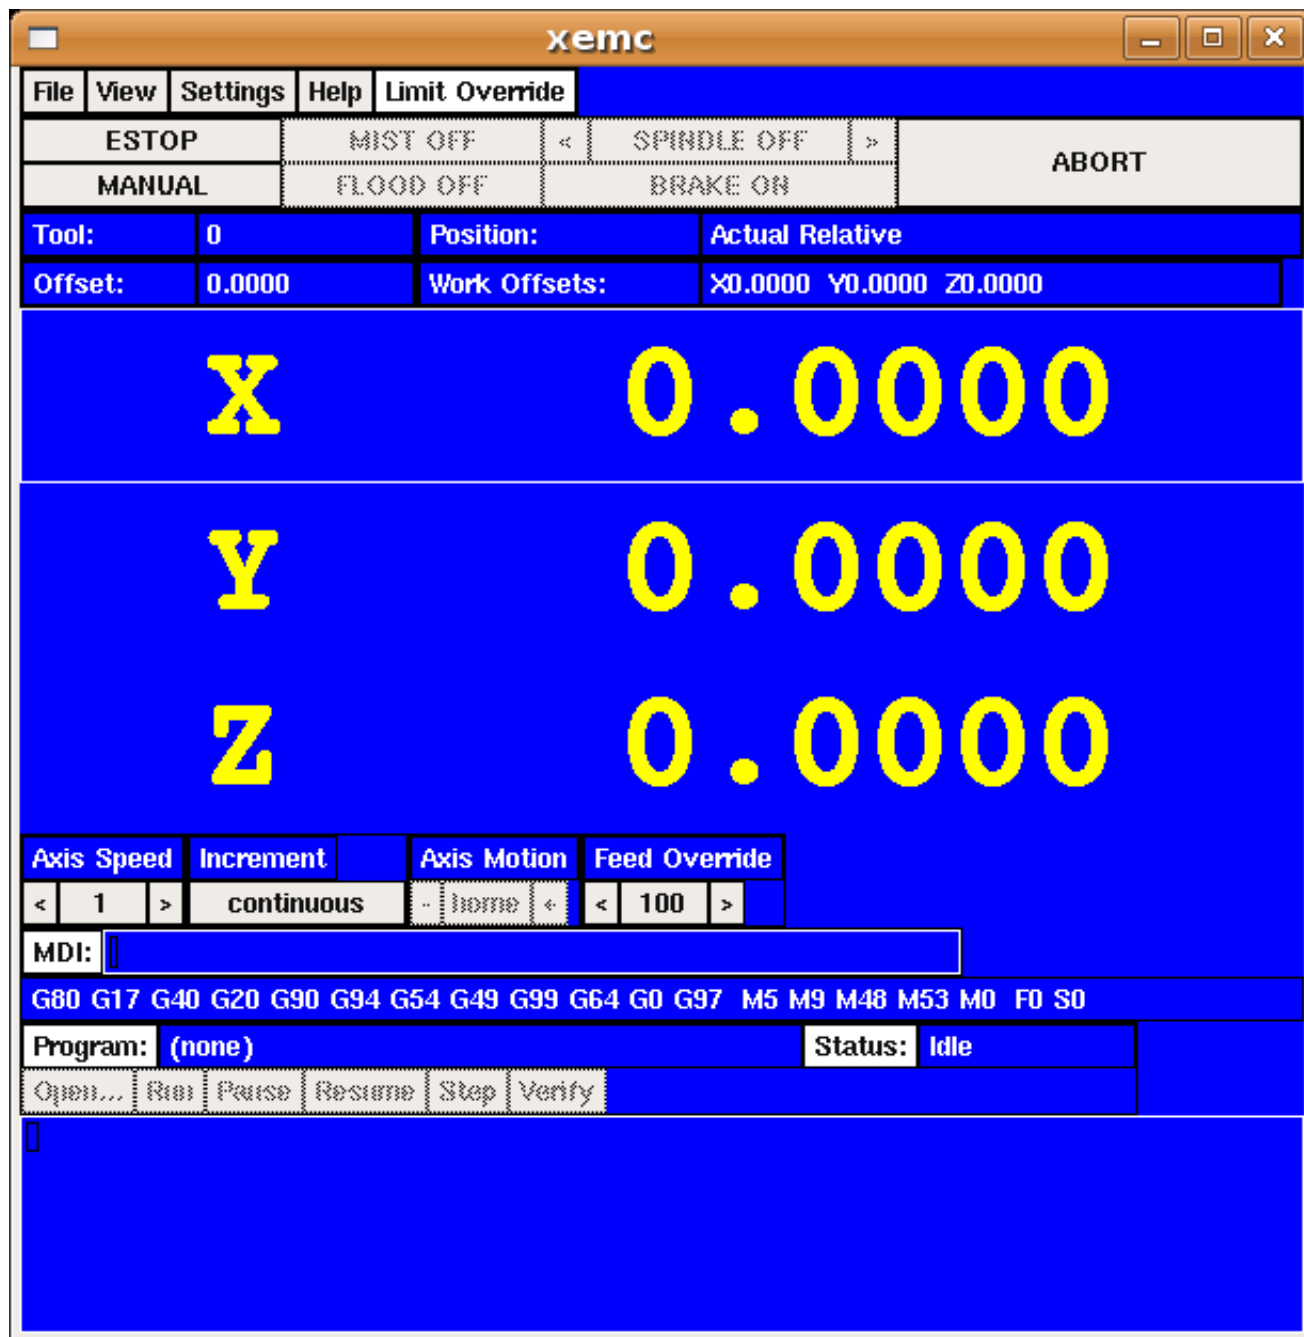 xemc
File View Settings Help Limit Override
ESTOP MIST OFF < SPINDLE OFF > ABORT
MANUAL FLOOD OFF BRAKE ON
Tool: 0 Position: Actual Relative
Offset: 0.0000 Work Offsets: X0.0000 Y0.0000 Z0.0000
X 0.0000
Y 0.0000
Z 0.0000
Axis Speed Increment Axis Motion Feed Override
< 1 > continuous - home + < 100 >
MDI:
G80 G17 G40 G20 G90 G94 G54 G49 G99 G64 G0 G97 M5 M9 M48 M53 M0 F0 S0
Program: (none) Status: Idle
Open... Run Pause Resume Step Verify